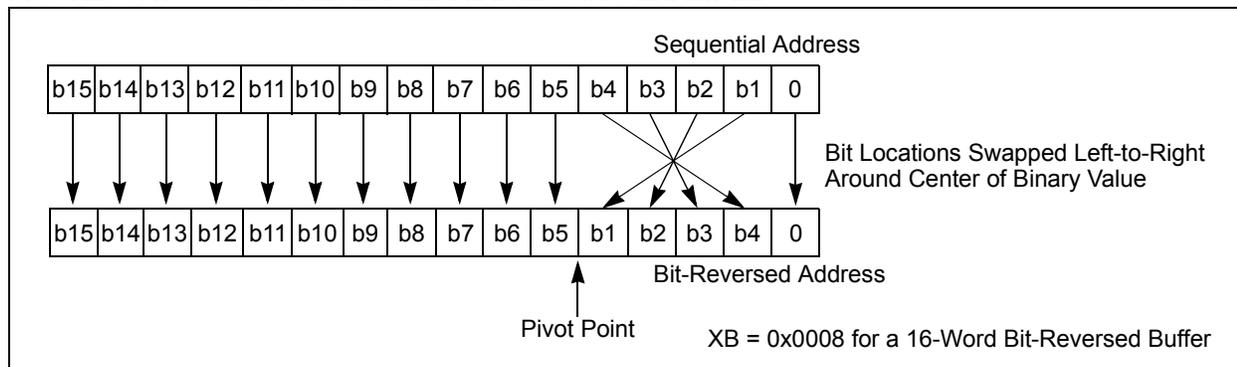 Sequential Address
b15 b14 b13 b12 b11 b10 b9 b8 b7 b6 b5 b4 b3 b2 b1 0
Bit Locations Swapped Left-to-Right
Around Center of Binary Value
b15 b14 b13 b12 b11 b10 b9 b8 b7 b6 b5 b1 b2 b3 b4 0
Bit-Reversed Address
Pivot Point
XB = 0x0008 for a 16-Word Bit-Reversed Buffer